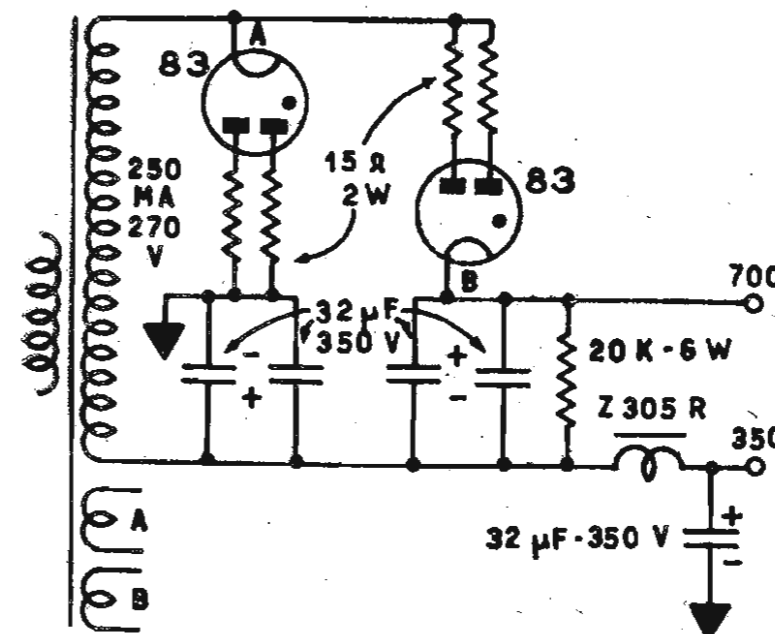 A
83
250
MA
270
V
15 Ω
2 W
83
B
32 µF
350 V
-
+
+
-
700
20 K - 6 W
Z 305 R
350
32 µF - 350 V
+
-
A
B